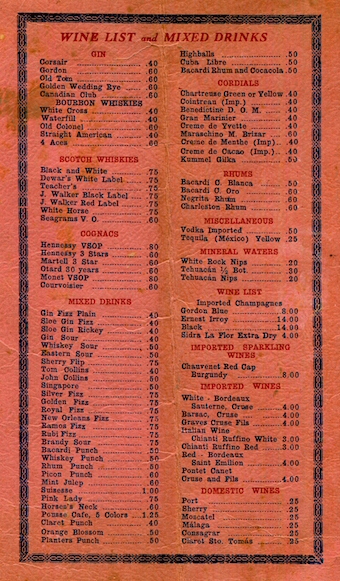 WINE LIST and MIXED DRINKS
GIN
Corsair .40
Gordon .60
Old Tom .60
Golden Wedding Rye .60
Canadian Club .60
BOURBON WHISKIES
White Cross .40
Waterfill .40
Old Colonel .60
Straight American .40
4 Aces .60
SCOTCH WHISKIES
Black and White .75
Dewar's White Label .75
Teacher's .75
J. Walker Black Label .75
J. Walker Red Label .75
White Horse .75
Seagrams V. O. .60
COGNACS
Hennessy VSOP .80
Hennessy 3 Stars .60
Martell 3 Star .60
Otard 30 years .60
Monet VSOP .80
Courvoisier .60
MIXED DRINKS
Gin Fizz Plain .40
Sloe Gin Fizz .40
Sloe Gin Rickey .40
Gin Sour .40
Whiskey Sour .50
Eastern Sour .50
Sherry Flip .75
Tom Collins .40
John Collins .50
Singapore .50
Silver Fizz .75
Golden Fizz .75
Royal Fizz .75
New Orleans Fizz .75
Ramos Fizz .75
Rubi Fizz .75
Brandy Sour .75
Bacardi Punch .50
Whiskey Punch .50
Rhum Punch .50
Picon Punch .60
Mint Julep .60
Suisesse 1.00
Pink Lady .75
Horses's Neck .60
Pousse Cafe, 5 Colors 1.25
Claret Punch .40
Orange Blossom .50
Planters Punch .50
Highballs .50
Cuba Libre .50
Bacardi Rhum and Cocacola .50
CORDIALS
Chartreuse Green or Yellow .40
Cointreau (Imp.) .40
Benedictine D. O. M. .40
Gran Marinier .40
Creme de Yvette .40
Maraschino M. Brizar .60
Creme de Menthe (Imp) .40
Creme de Cacao (Imp.) .40
Kummel Gilka .50
RHUMS
Bacardi C. Blanca .50
Bacardi C. Oro .60
Negrita Rhum .60
Charleston Rhum .60
MISCELLANEOUS
Vodka Imported .50
Tequila (México) Yellow .25
MINERAL WATERS
White Rock Nips .20
Tehuacán ½ Bot. .30
Tehuacán Nips .20
WINE LIST
Imported Champagnes
Gordon Blue 8.00
Ernest Irroy 14.00
Black 14.00
Sidra La Flor Extra Dry 4.00
IMPORTED SPARKLING
WINES
Chauvenet Red Cap
Burgundy 8.00
IMPORTED WINES
White - Bordeaux
Sauterne, Cruse 4.00
Barsac, Cruse 4.00
Graves Cruse Fils 4.00
Italian Wine
Chianti Ruffino White 3.00
Chianti Ruffino Red 3.00
Red - Bordeaux
Saint Emilion 4.00
Pontet Canet
Cruse and Fils 4.00
DOMESTIC WINES
Port .25
Sherry .25
Moscatel .25
Málaga .25
Consagrar .25
Claret Sto. Tomás .25